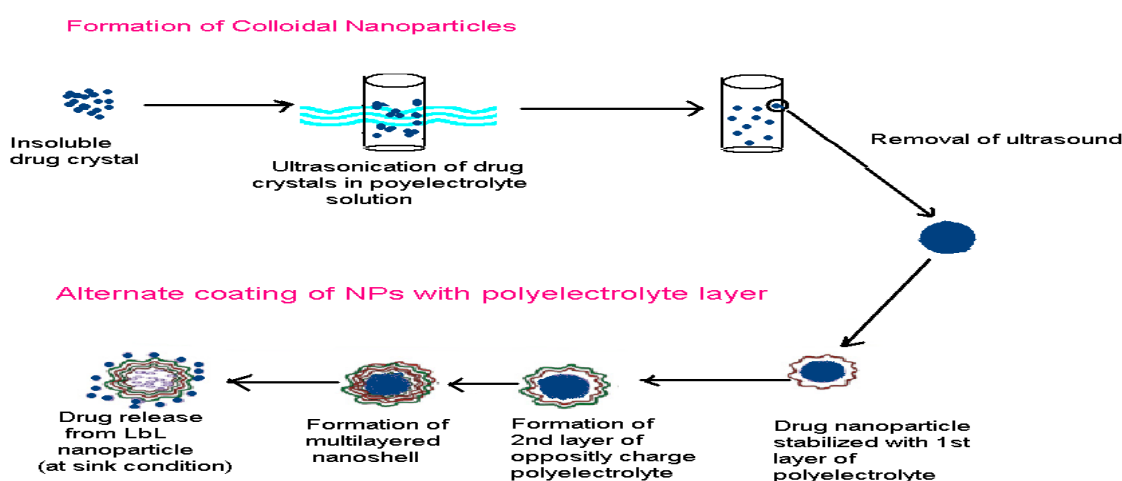 Formation of Colloidal Nanoparticles
Insoluble
drug crystal
Ultrasonication of drug
crystals in poyelectrolyte
solution
Removal of ultrasound
Alternate coating of NPs with polyelectrolyte layer
Drug nanoparticle
stabilized with 1st
layer of
polyelectrolyte
Formation of
2nd layer of
oppositly charge
polyelectrolyte
Formation of
multilayered
nanoshell
Drug release
from LbL
nanoparticle
(at sink condition)